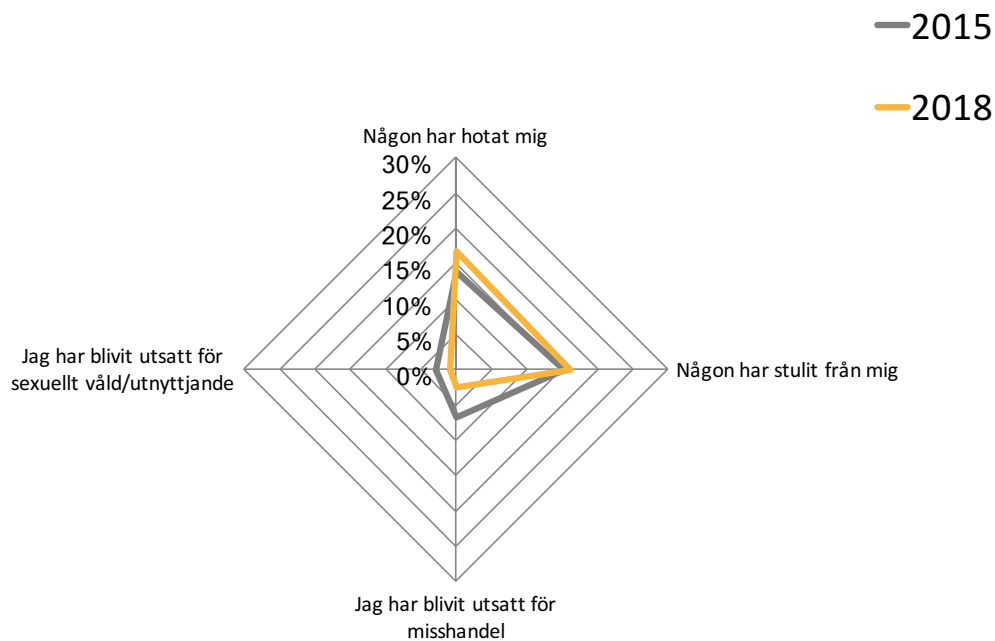 2015
2018
Någon har hotat mig
30%
25%
20%
15%
10%
5%
0%
Jag har blivit utsatt för
sexuellt våld/utnyttjande
Någon har stulit från mig
Jag har blivit utsatt för
misshandel